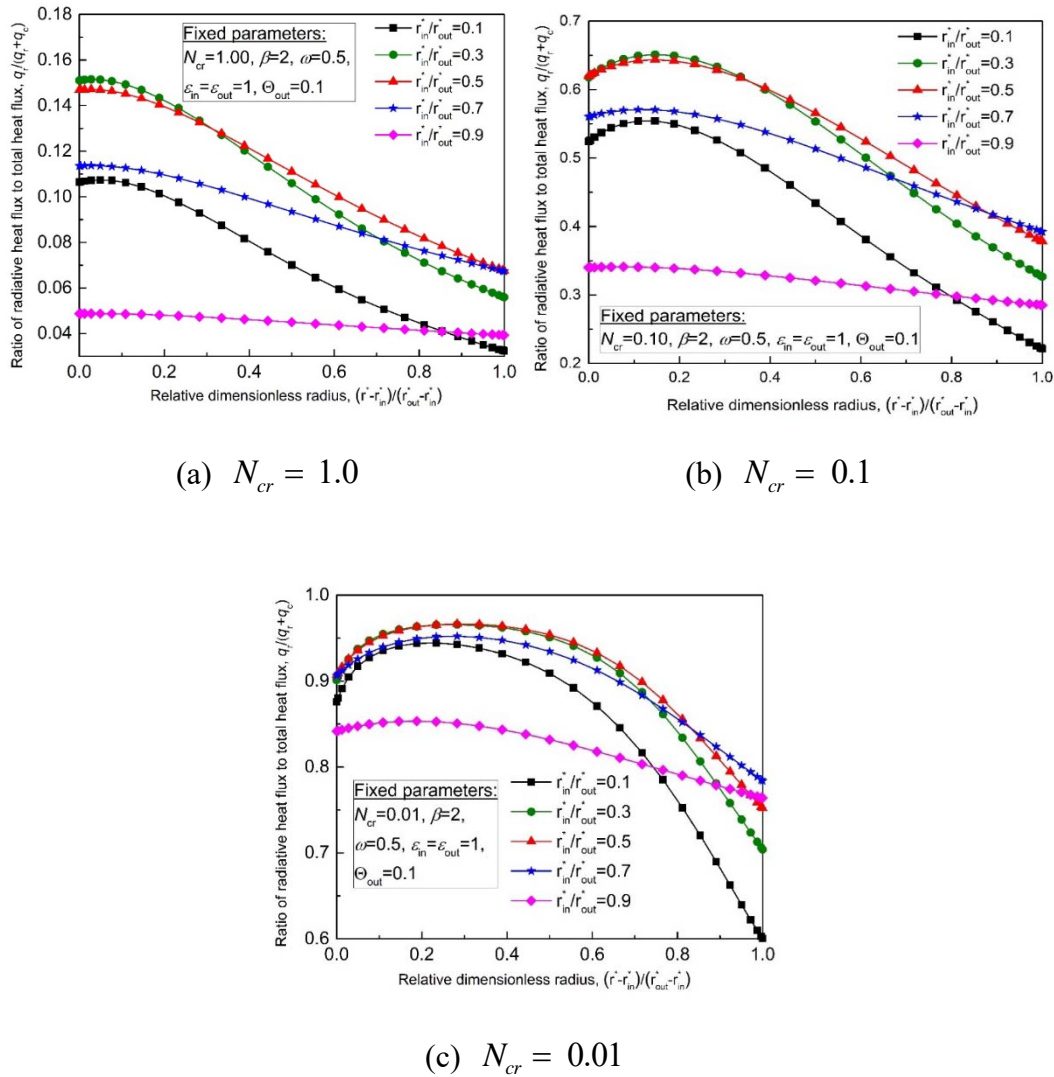 Ratio of radiative heat flux to total heat flux, q_r/(q_r+q_c)
0.18
0.16
0.14
0.12
0.10
0.08
0.06
0.04
Fixed parameters:
N_cr=1.00, β=2, ω=0.5,
ε_in=ε_out=1, Θ_out=0.1
r*_in/r*_out=0.1
r*_in/r*_out=0.3
r*_in/r*_out=0.5
r*_in/r*_out=0.7
r*_in/r*_out=0.9
0.0 0.2 0.4 0.6 0.8 1.0
Relative dimensionless radius, (r*-r*_in)/(r*_out-r*_in)
(a) N_cr = 1.0
Ratio of radiative heat flux to total heat flux, q_r/(q_r+q_c)
0.7
0.6
0.5
0.4
0.3
0.2
r*_in/r*_out=0.1
r*_in/r*_out=0.3
r*_in/r*_out=0.5
r*_in/r*_out=0.7
r*_in/r*_out=0.9
Fixed parameters:
N_cr=0.10, β=2, ω=0.5, ε_in=ε_out=1, Θ_out=0.1
0.0 0.2 0.4 0.6 0.8 1.0
Relative dimensionless radius, (r*-r*_in)/(r*_out-r*_in)
(b) N_cr = 0.1
Ratio of radiative heat flux to total heat flux, q_r/(q_r+q_c)
1.0
0.9
0.8
0.7
0.6
Fixed parameters:
N_cr=0.01, β=2,
ω=0.5, ε_in=ε_out=1,
Θ_out=0.1
r*_in/r*_out=0.1
r*_in/r*_out=0.3
r*_in/r*_out=0.5
r*_in/r*_out=0.7
r*_in/r*_out=0.9
0.0 0.2 0.4 0.6 0.8 1.0
Relative dimensionless radius, (r*-r*_in)/(r*_out-r*_in)
(c) N_cr = 0.01